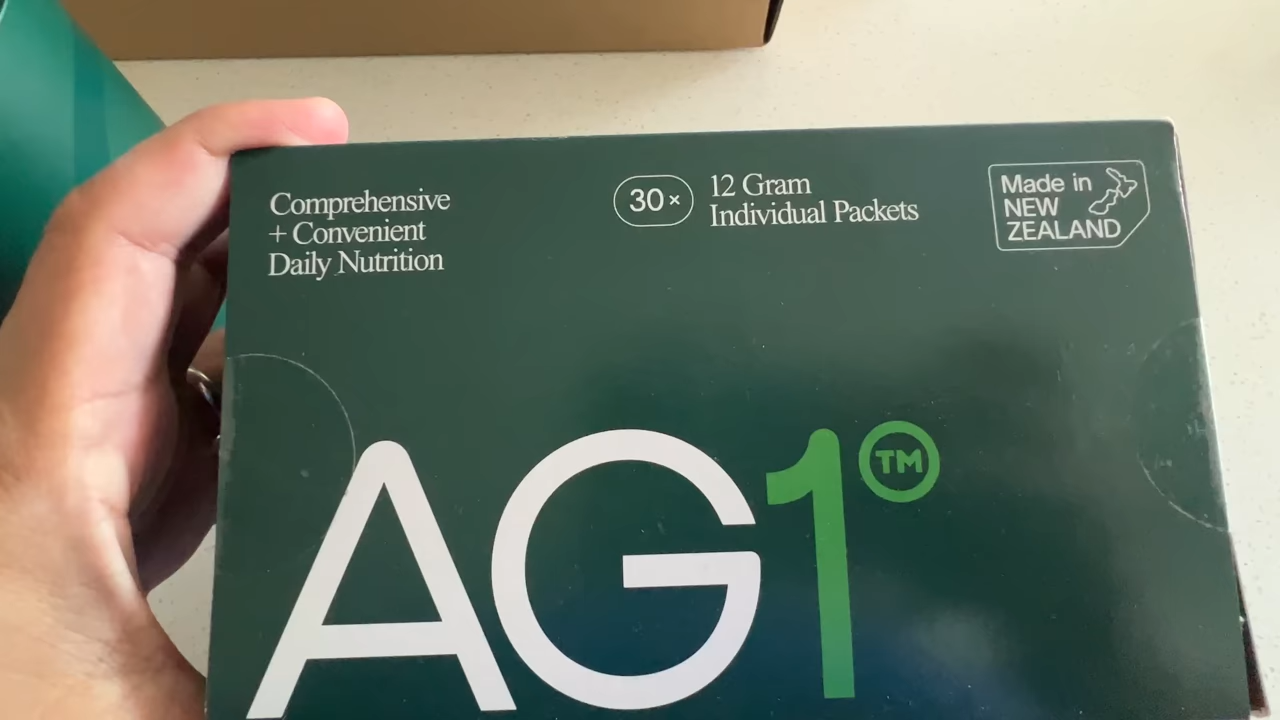 Comprehensive
+ Convenient
Daily Nutrition
30×
12 Gram
Individual Packets
Made in
NEW
ZEALAND
AG1 TM